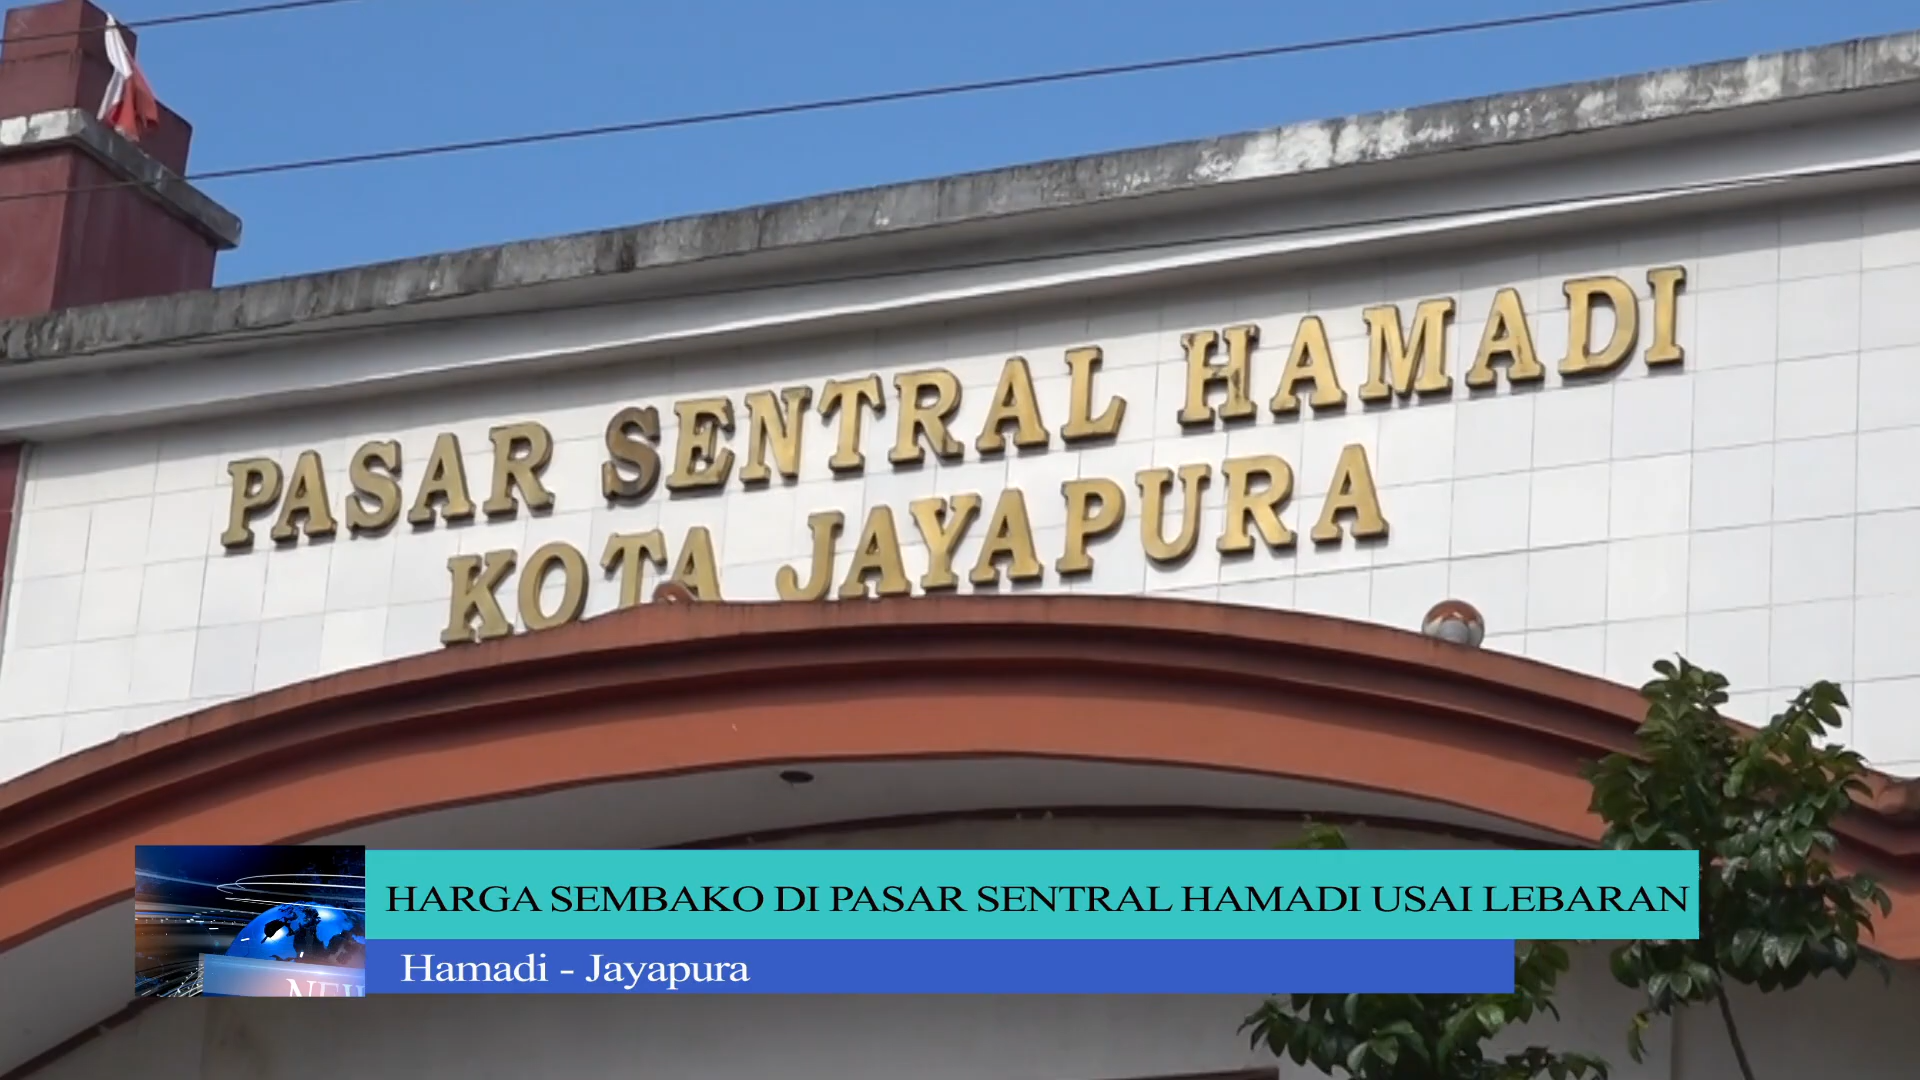 PASAR SENTRAL HAMADI
KOTA JAYAPURA
HARGA SEMBAKO DI PASAR SENTRAL HAMADI USAI LEBARAN
Hamadi - Jayapura